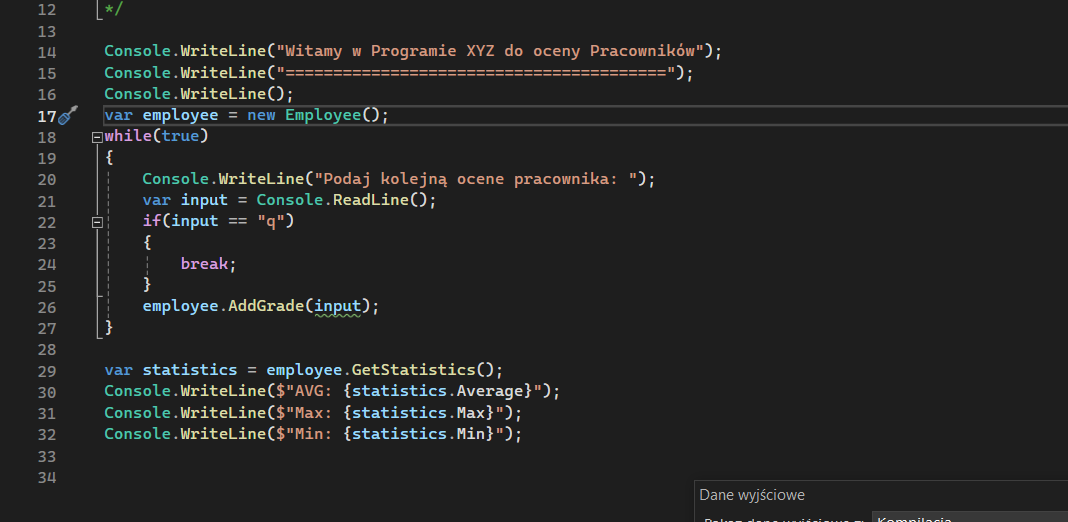 12 */
13
14 Console.WriteLine("Witamy w Programie XYZ do oceny Pracowników");
15 Console.WriteLine("========================================");
16 Console.WriteLine();
17 var employee = new Employee();
18 while(true)
19 {
20 Console.WriteLine("Podaj kolejną ocene pracownika: ");
21 var input = Console.ReadLine();
22 if(input == "q")
23 {
24 break;
25 }
26 employee.AddGrade(input);
27 }
28
29 var statistics = employee.GetStatistics();
30 Console.WriteLine($"AVG: {statistics.Average}");
31 Console.WriteLine($"Max: {statistics.Max}");
32 Console.WriteLine($"Min: {statistics.Min}");
33
34
Dane wyjściowe
Pokaż dane wyjściowe z: Kompilacja